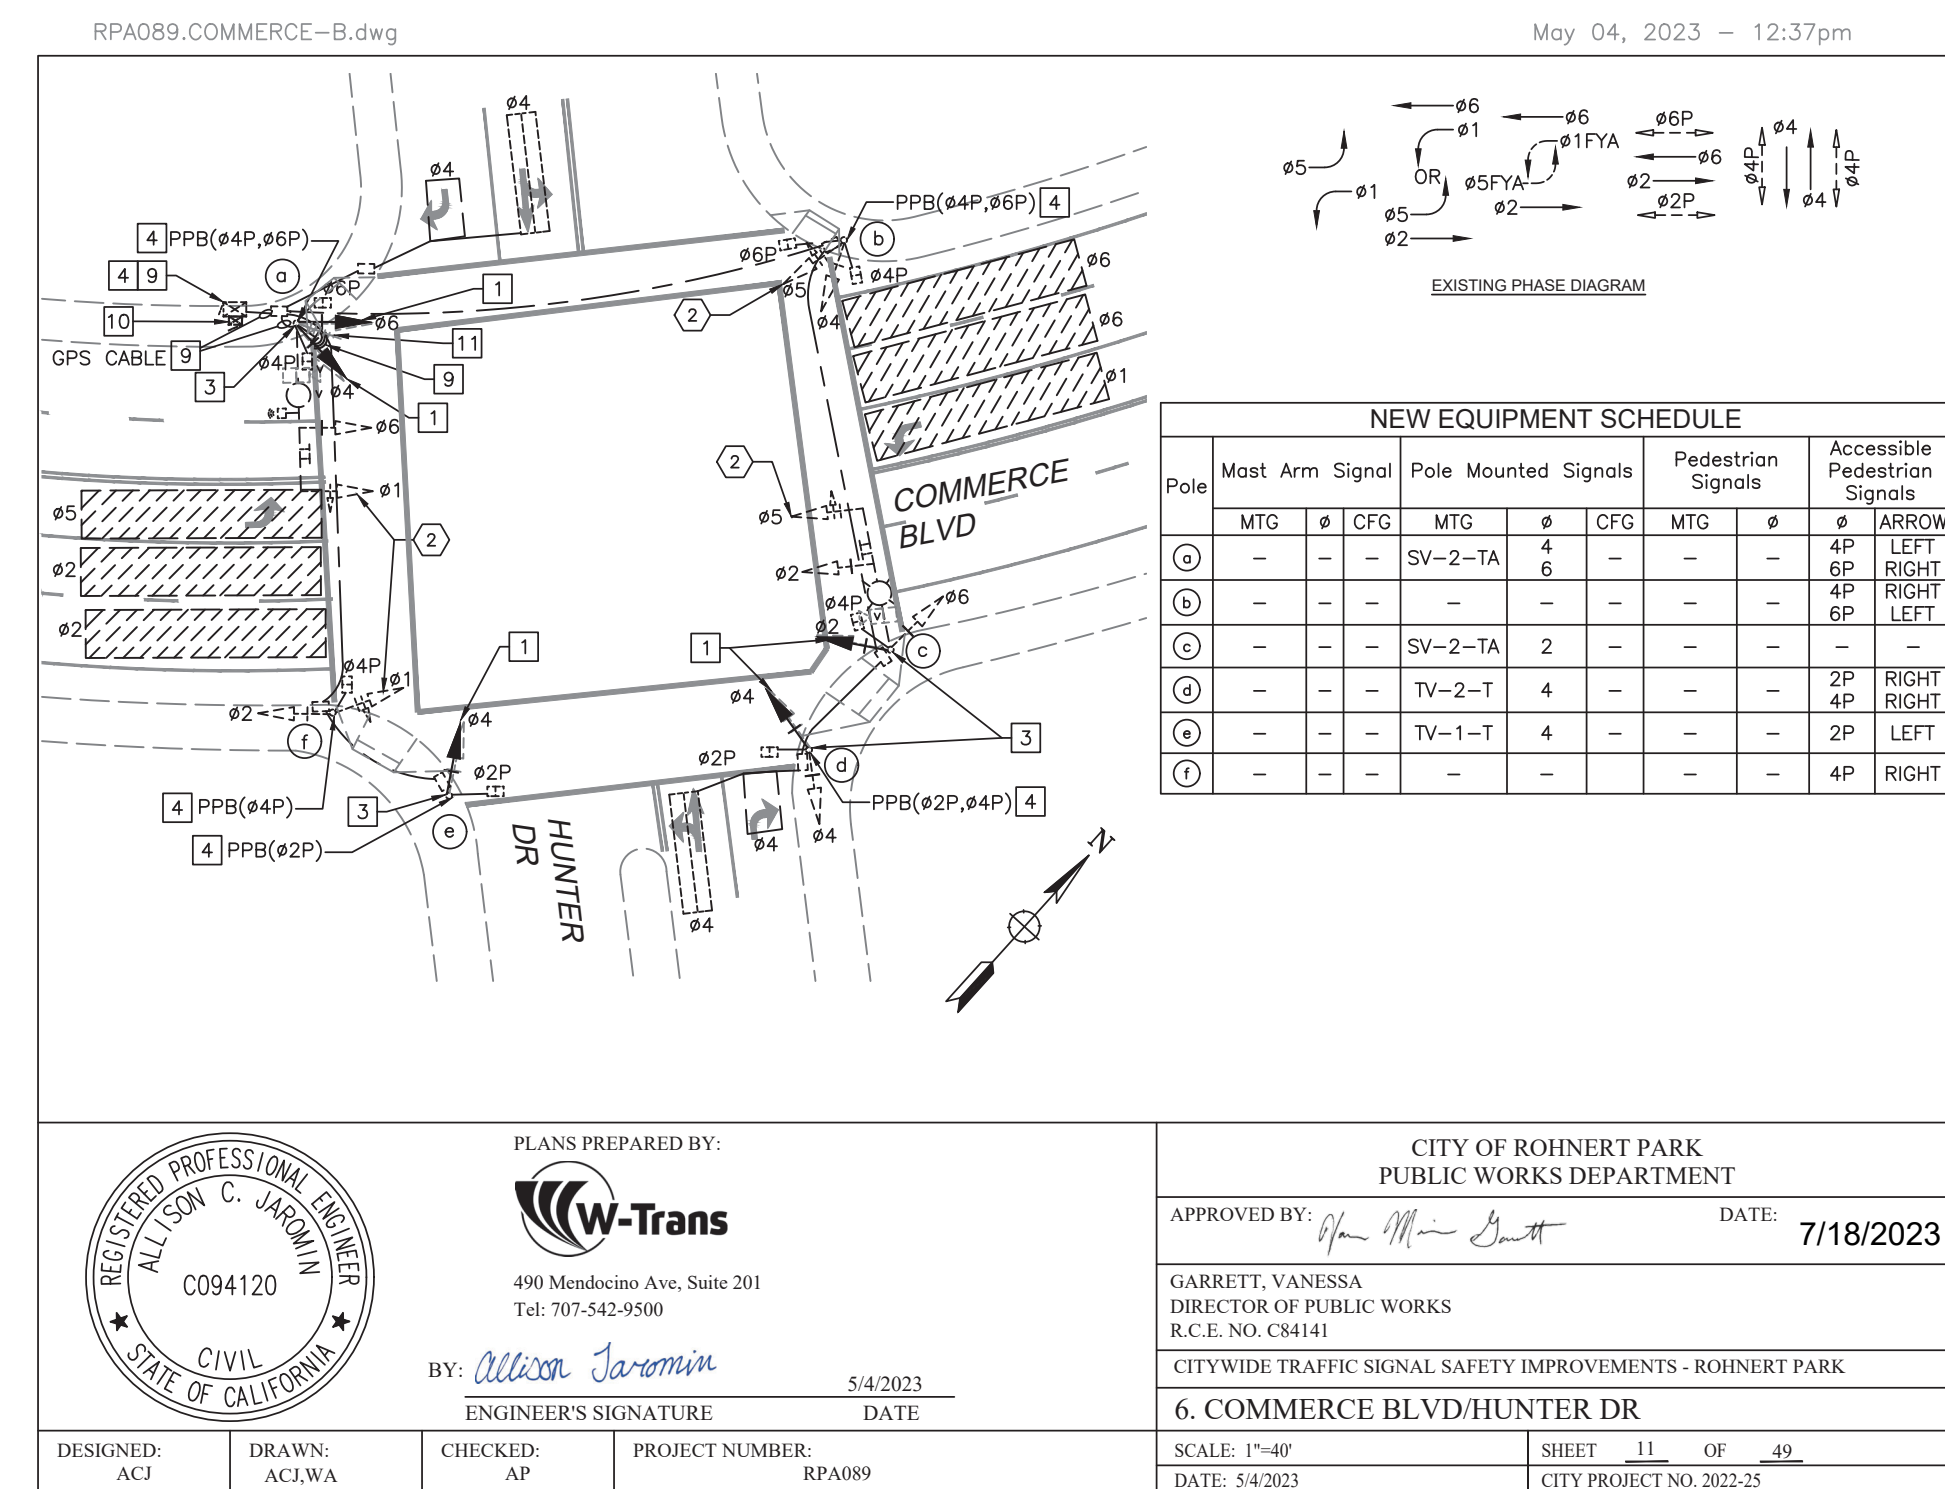 RPA089.COMMERCE-B.dwg
May 04, 2023 - 12:37pm
ø4
ø4
4 PPB(ø4P,ø6P)
4 9
10
GPS CABLE 9
3
a
ø6P
ø6
ø4P
ø4
1
11
9
1
ø6
ø1
2
ø5
ø2
ø2
PPB(ø4P,ø6P) 4
b
ø6P
ø4P
ø5
ø4
2
ø6
ø6
ø1
2
ø5
ø2
COMMERCE
BLVD
ø4P
ø2
ø6
c
1
ø4
3
d
ø2P
PPB(ø2P,ø4P) 4
ø4
ø4
ø4
1
ø4
ø2P
ø4P
ø1
ø2
f
4 PPB(ø4P)
3
4 PPB(ø2P)
e
HUNTER
DR
N
ø5
ø1
ø6
ø1
OR
ø5
ø2
ø6
ø1FYA
ø5FYA
ø2
ø6P
ø6
ø2
ø2P
ø4P
ø4
ø4
ø4P
EXISTING PHASE DIAGRAM
NEW EQUIPMENT SCHEDULE
Pole Mast Arm Signal Pole Mounted Signals Pedestrian Signals Accessible Pedestrian Signals
MTG ø CFG MTG ø CFG MTG ø ø ARROW
a - - - SV-2-TA 4 6 - - - 4P LEFT 6P RIGHT
b - - - - - - - - 4P RIGHT 6P LEFT
c - - - SV-2-TA 2 - - - - -
d - - - TV-2-T 4 - - - 2P RIGHT 4P RIGHT
e - - - TV-1-T 4 - - - 2P LEFT
f - - - - - - - - 4P RIGHT
REGISTERED PROFESSIONAL ENGINEER
ALLISON C. JAROMIN
C094120
CIVIL
STATE OF CALIFORNIA
PLANS PREPARED BY:
W-Trans
490 Mendocino Ave, Suite 201
Tel: 707-542-9500
BY: Allison Jaromin 5/4/2023
ENGINEER'S SIGNATURE DATE
DESIGNED: ACJ
DRAWN: ACJ,WA
CHECKED: AP
PROJECT NUMBER: RPA089
CITY OF ROHNERT PARK
PUBLIC WORKS DEPARTMENT
APPROVED BY: DATE: 7/18/2023
GARRETT, VANESSA
DIRECTOR OF PUBLIC WORKS
R.C.E. NO. C84141
CITYWIDE TRAFFIC SIGNAL SAFETY IMPROVEMENTS - ROHNERT PARK
6. COMMERCE BLVD/HUNTER DR
SCALE: 1"=40' SHEET 11 OF 49
DATE: 5/4/2023 CITY PROJECT NO. 2022-25